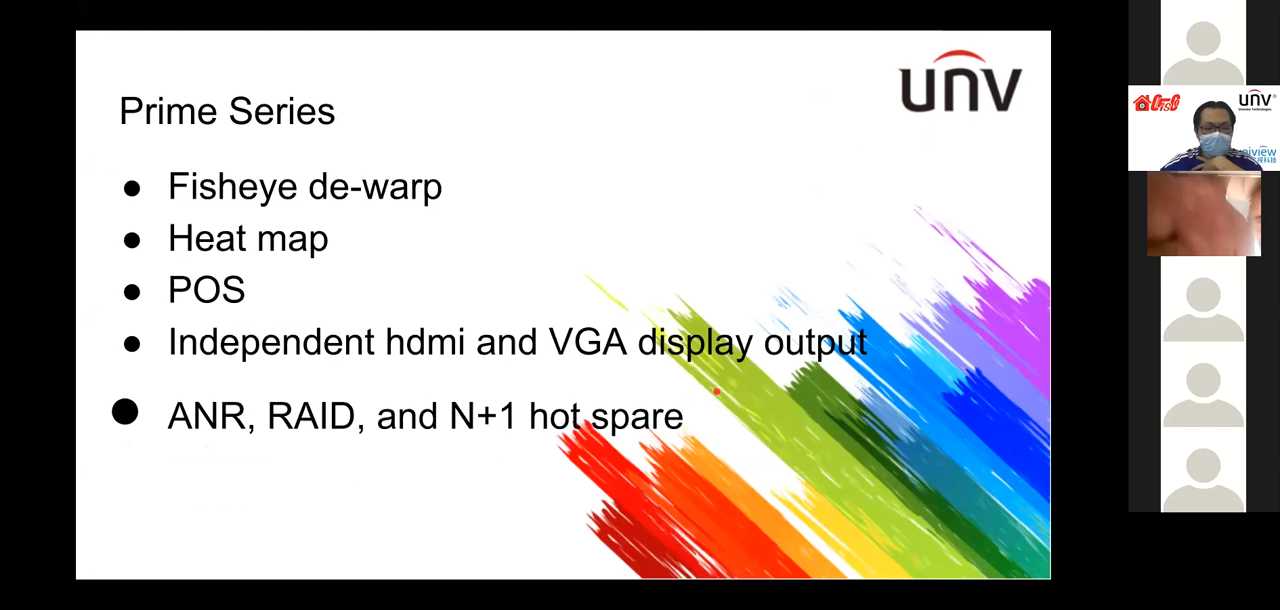 unv
Prime Series
● Fisheye de-warp
● Heat map
● POS
● Independent hdmi and VGA display output
● ANR, RAID, and N+1 hot spare
unv